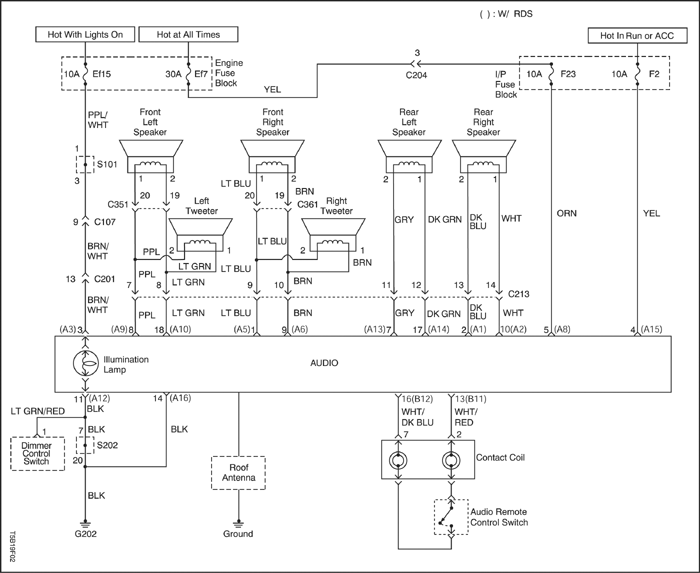 ( ) : W/ RDS
Hot With Lights On
Hot at All Times
Hot In Run or ACC
10A Ef15
30A Ef7
Engine
Fuse
Block
YEL
3
C204
I/P
Fuse
Block
10A F23
10A F2
PPL/
WHT
Front
Left
Speaker
Front
Right
Speaker
Rear
Left
Speaker
Rear
Right
Speaker
1
S101
3
1 2
1 2
2 1
2 1
LT BLU
BRN
20 19
20 19
C351
C361
Left
Tweeter
Right
Tweeter
9 C107
2 1
2 1
GRY
DK GRN
DK
BLU
WHT
ORN
YEL
BRN/
WHT
PPL
LT GRN
LT BLU
BRN
13 C201
PPL
LT GRN
LT BLU
BRN
7 8
9 10
11 12
13 14
C213
BRN/
WHT
PPL
LT GRN
LT BLU
BRN
GRY
DK GRN
DK
BLU
WHT
(A3) 3
(A9) 8
18 (A10)
(A5) 1
9 (A6)
(A13) 7
17 (A14)
2 (A1)
10 (A2)
5 (A8)
4 (A15)
Illumination
Lamp
AUDIO
11 (A12)
14 (A16)
16(B12)
13(B11)
LT GRN/RED
BLK
WHT/
DK BLU
WHT/
RED
1
7 BLK
BLK
7
2
Dimmer
Control
Switch
S202
20
Contact Coil
Roof
Antenna
BLK
Audio Remote
Control Switch
G202
Ground
T5B19F02